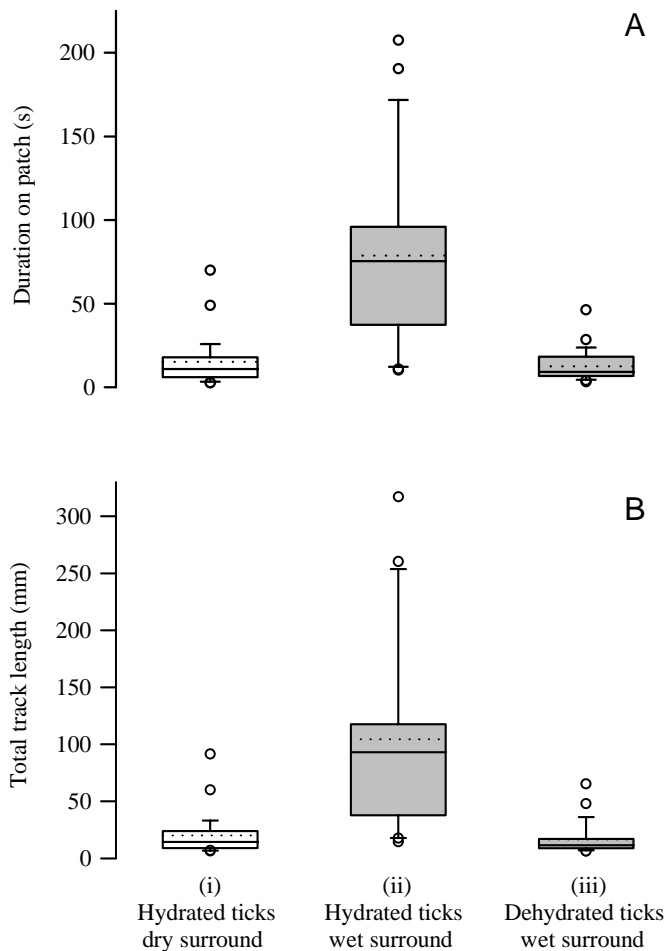 A
Duration on patch (s)
200
150
100
50
0
B
Total track length (mm)
300
250
200
150
100
50
0
(i)
Hydrated ticks
dry surround
(ii)
Hydrated ticks
wet surround
(iii)
Dehydrated ticks
wet surround